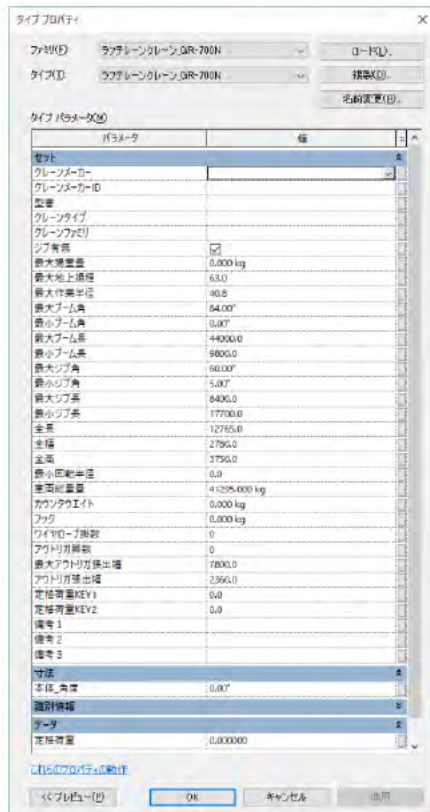 タイプ プロパティ
ファミリ(F): ラフテレーンクレーン_GR-700N ロード(L)...
タイプ(T): ラフテレーンクレーン_GR-700N 複製(D)...
名前変更(R)...
タイプ パラメータ(M)
パラメータ 値 =
セット
クレーンメーカー
クレーンメーカーID
型番
クレーンタイプ
クレーンファミリ
ジブ有無
最大揚重量 0.000 kg
最大地上揚程 63.0
最大作業半径 40.8
最大ブーム角 84.00°
最小ブーム角 0.00°
最大ブーム長 44000.0
最小ブーム長 9800.0
最大ジブ角 60.00°
最小ジブ角 5.00°
最大ジブ長 8400.0
最小ジブ長 17700.0
全長 12765.0
全幅 2780.0
全高 3750.0
最小回転半径 0.0
車両総重量 41295.000 kg
カウンタウエイト 0.000 kg
フック 0.000 kg
ワイヤロープ掛数 0
アウトリガ脚数 0
最大アウトリガ張出幅 7800.0
アウトリガ張出幅 2360.0
定格荷重KEY1 0.0
定格荷重KEY2 0.0
備考1
備考2
備考3
寸法
本体_角度 0.00°
識別情報
データ
定格荷重 0.000000
これらのプロパティの動作
<<プレビュー(P) OK キャンセル 適用